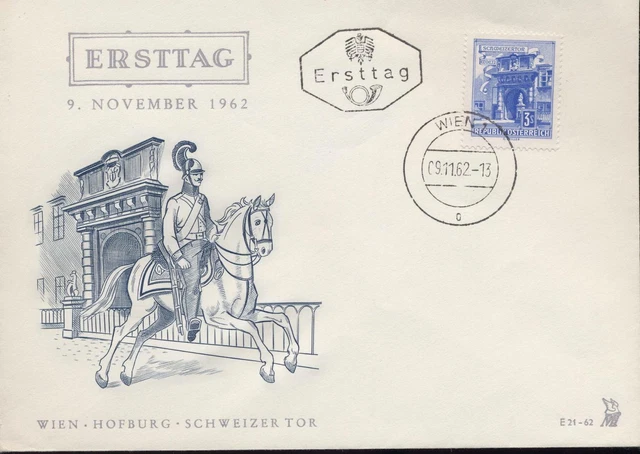 ERSTTAG
9. NOVEMBER 1962
Ersttag
SCHWEIZERTOR
3S
REPUBLIK ÖSTERREICH
WIEN 1
09.11.62.-13
WIEN · HOFBURG · SCHWEIZER TOR
E 21 - 62